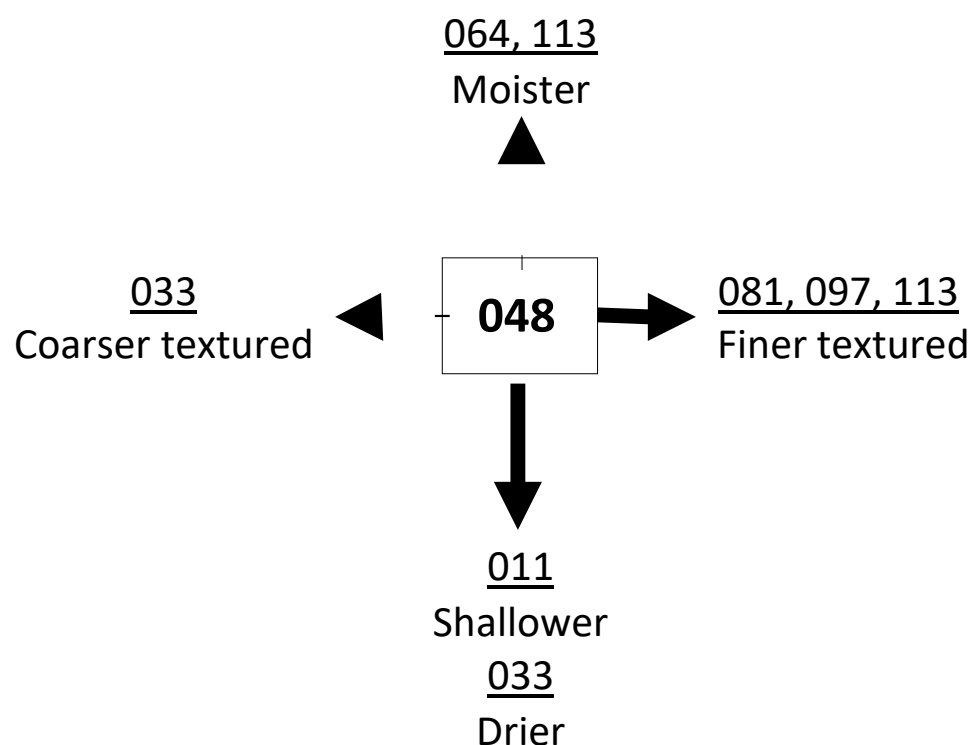 064, 113
Moister
033
Coarser textured
048
081, 097, 113
Finer textured
011
Shallower
033
Drier